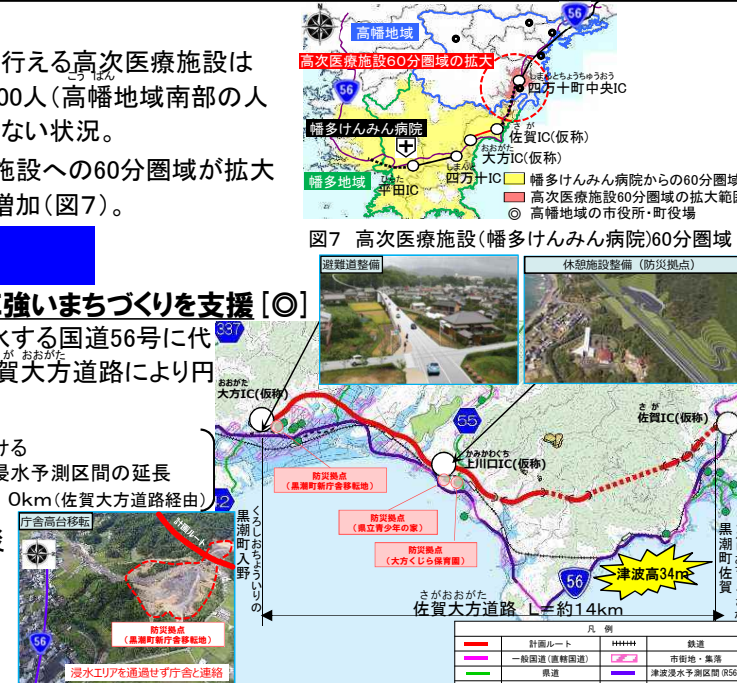 行える高次医療施設は
こうばん
00人(高幡地域南部の人
ない状況。
施設への60分圏域が拡大
増加(図7)。
56
高幡地域
高次医療施設60分圏域の拡大
しまんとちょうちゅうおう
四万十町中央IC
56
幡多けんみん病院
さが
佐賀IC(仮称)
おおがた
大方IC(仮称)
しまんと
四万十IC
幡多地域
ひらた
平田IC
幡多けんみん病院からの60分圏域
高次医療施設60分圏域の拡大範囲
◎ 高幡地域の市役所・町役場
図7 高次医療施設(幡多けんみん病院)60分圏域
強いまちづくりを支援[◎]
水する国道56号に代
が おおがた
賀大方道路により円
ける
浸水予測区間の延長
0km(佐賀大方道路経由)
避難道整備
休憩施設整備(防災拠点)
337
おおがた
大方IC(仮称)
55
かみかわぐち
上川口IC(仮称)
さが
佐賀IC(仮称)
防災拠点
(黒潮町新庁舎移転地)
防災拠点
(県立青少年の家)
防災拠点
(大方くじら保育園)
42
くろしおちょういりの
黒潮町入野
56
津波高34m
黒潮町佐賀
さがおおがた
佐賀大方道路 L=約14km
庁舎高台移転
計画ルート
56
防災拠点
(黒潮町新庁舎移転地)
浸水エリアを通過せず庁舎と連絡
凡 例
計画ルート
鉄道
一般国道(直轄国道)
市街地・集落
県道
津波浸水予測区間(R56